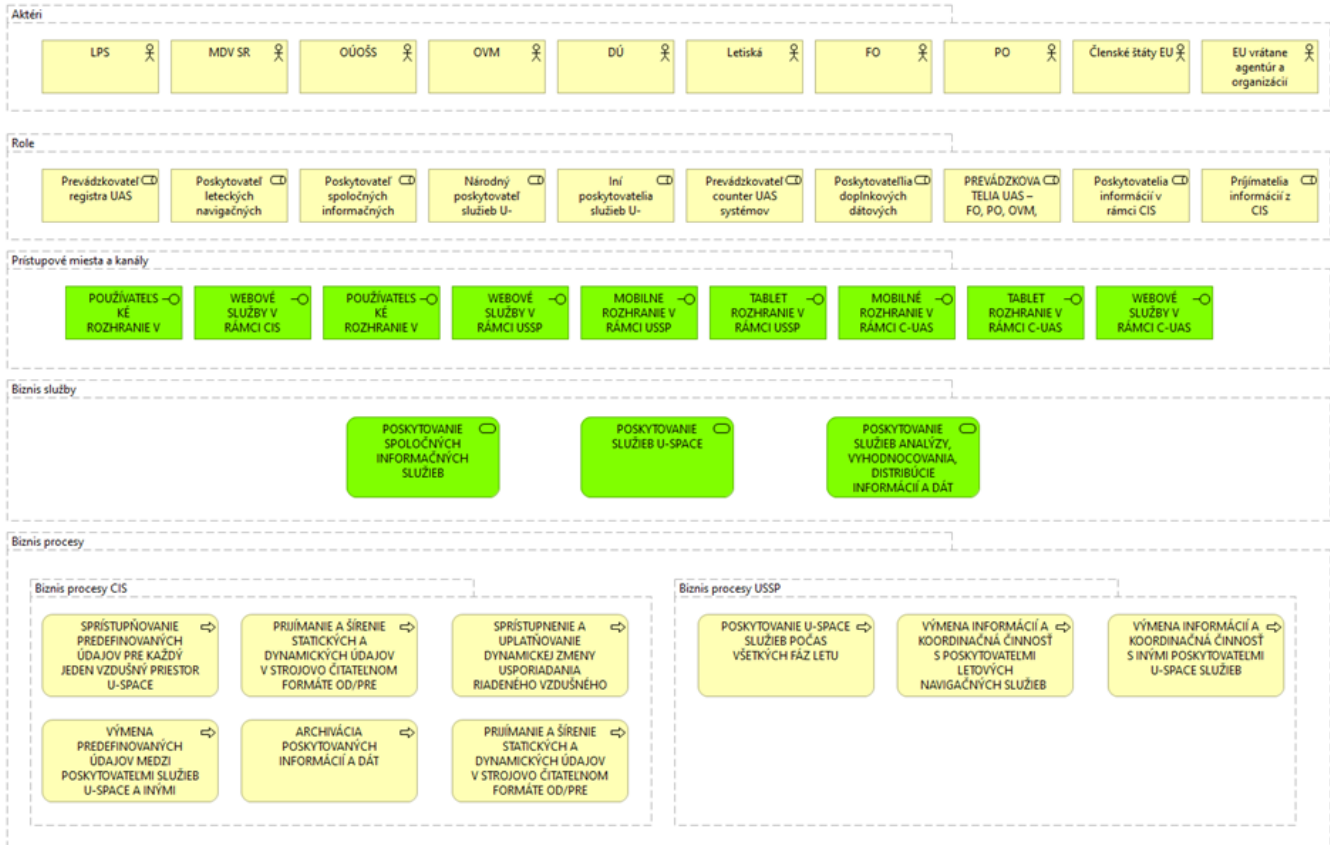 Aktéri
LPS
MDV SR
OÚOŠS
OVM
DÚ
Letiská
FO
PO
Členské štáty EU
EU vrátane
agentúr a
organizácií
Role
Prevádzkovateľ
registra UAS
Poskytovateľ
leteckých
navigačných
Poskytovateľ
spoločných
informačných
Národný
poskytovateľ
služieb U-
Iní
poskytovatelia
služieb U-
Prevádzkovateľ
counter UAS
systémov
Poskytovateľlia
doplnkových
dátových
PREVÁDZKOVA
TELIA UAS –
FO, PO, OVM,
Poskytovatelia
informácií v
rámci CIS
Príjímatelia
informácií z
CIS
Prístupové miesta a kanály
POUŽÍVATEĽS
KÉ
ROZHRANIE V
WEBOVÉ
SLUŽBY V
RÁMCI CIS
POUŽÍVATEĽS
KÉ
ROZHRANIE V
WEBOVÉ
SLUŽBY V
RÁMCI USSP
MOBILNE
ROZHRANIE V
RÁMCI USSP
TABLET
ROZHRANIE V
RÁMCI USSP
MOBILNÉ
ROZHRANIE V
RÁMCI C-UAS
TABLET
ROZHRANIE V
RÁMCI C-UAS
WEBOVÉ
SLUŽBY V
RÁMCI C-UAS
Biznis služby
POSKYTOVANIE
SPOLOČNÝCH
INFORMAČNÝCH
SLUŽIEB
POSKYTOVANIE
SLUŽIEB U-SPACE
POSKYTOVANIE
SLUŽIEB ANALÝZY,
VYHODNOCOVANIA,
DISTRIBÚCIE
INFORMÁCIÍ A DÁT
Biznis procesy
Biznis procesy CIS
SPRÍSTUPŇOVANIE
PREDEFINOVANÝCH
ÚDAJOV PRE KAŽDÝ
JEDEN VZDUŠNÝ PRIESTOR
U-SPACE
PRIJÍMANIE A ŠÍRENIE
STATICKÝCH A
DYNAMICKÝCH ÚDAJOV
V STROJOVO ČITATEĽNOM
FORMÁTE OD/PRE
SPRÍSTUPNENIE A
UPLATŇOVANIE
DYNAMICKEJ ZMENY
USPORIADANIA
RIADENÉHO VZDUŠNÉHO
VÝMENA
PREDEFINOVANÝCH
ÚDAJOV MEDZI
POSKYTOVATEĽMI SLUŽIEB
U-SPACE A INÝMI
ARCHIVÁCIA
POSKYTOVANÝCH
INFORMÁCIÍ A DÁT
PRIJÍMANIE A ŠÍRENIE
STATICKÝCH A
DYNAMICKÝCH ÚDAJOV
V STROJOVO ČITATEĽNOM
FORMÁTE OD/PRE
Biznis procesy USSP
POSKYTOVANIE U-SPACE
SLUŽIEB POČAS
VŠETKÝCH FÁZ LETU
VÝMENA INFORMÁCIÍ A
KOORDINAČNÁ ČINNOSŤ
S POSKYTOVATEĽMI
LETOVÝCH
NAVIGAČNÝCH SLUŽIEB
VÝMENA INFORMÁCIÍ A
KOORDINAČNÁ ČINNOSŤ
S INÝMI POSKYTOVATEĽMI
U-SPACE SLUŽIEB